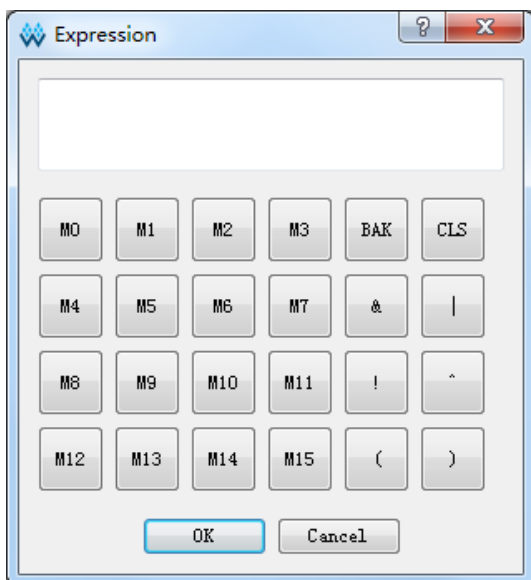 Expression
M0 M1 M2 M3 BAK CLS
M4 M5 M6 M7 & |
M8 M9 M10 M11 ! ^
M12 M13 M14 M15 ( )
OK Cancel